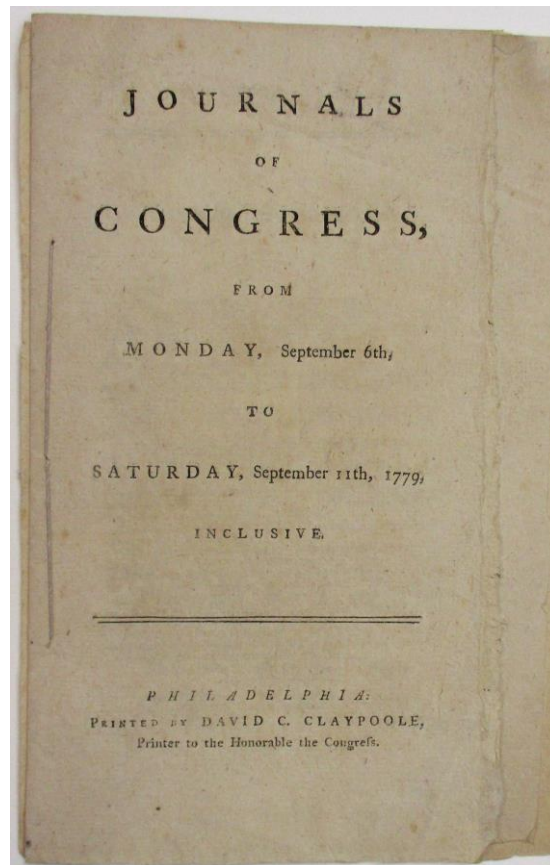 JOURNALS
OF
CONGRESS,
FROM
MONDAY, September 6th,
TO
SATURDAY, September 11th, 1779,
INCLUSIVE.
PHILADELPHIA:
PRINTED BY DAVID C. CLAYPOOLE,
Printer to the Honorable the Congreſs.